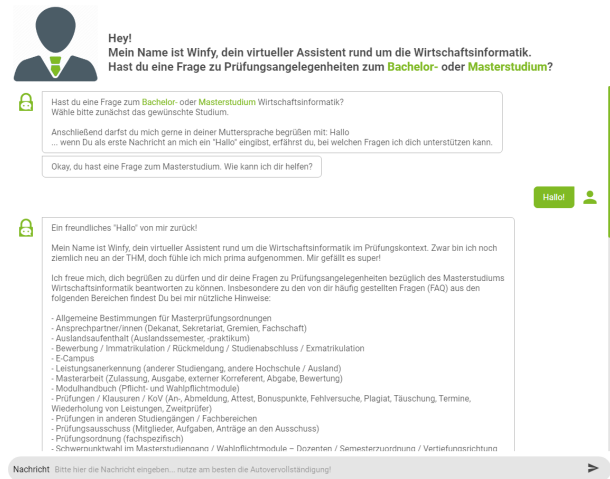 Hey!
Mein Name ist Winfy, dein virtueller Assistent rund um die Wirtschaftsinformatik.
Hast du eine Frage zu Prüfungsangelegenheiten zum Bachelor- oder Masterstudium?
Hast du eine Frage zum Bachelor- oder Masterstudium Wirtschaftsinformatik?
Wähle bitte zunächst das gewünschte Studium.
Anschließend darfst du mich gerne in deiner Muttersprache begrüßen mit: Hallo
... wenn Du als erste Nachricht an mich ein "Hallo" eingibst, erfährst du, bei welchen Fragen ich dich unterstützen kann.
Okay, du hast eine Frage zum Masterstudium. Wie kann ich dir helfen?
Hallo!
Ein freundliches "Hallo" von mir zurück!
Mein Name ist Winfy, dein virtueller Assistent rund um die Wirtschaftsinformatik im Prüfungskontext. Zwar bin ich noch
ziemlich neu an der THM, doch fühle ich mich prima aufgenommen. Mir gefällt es super!
Ich freue mich, dich begrüßen zu dürfen und dir deine Fragen zu Prüfungsangelegenheiten bezüglich des Masterstudiums
Wirtschaftsinformatik beantworten zu können. Insbesondere zu den von dir häufig gestellten Fragen (FAQ) aus den
folgenden Bereichen findest Du bei mir nützliche Hinweise:
- Allgemeine Bestimmungen für Masterprüfungsordnungen
- Ansprechpartner/innen (Dekanat, Sekretariat, Gremien, Fachschaft)
- Auslandsaufenthalt (Auslandssemester, -praktikum)
- Bewerbung / Immatrikulation / Rückmeldung / Studienabschluss / Exmatrikulation
- E-Campus
- Leistungsanerkennung (anderer Studiengang, andere Hochschule / Ausland)
- Masterarbeit (Zulassung, Ausgabe, externer Korreferent, Abgabe, Bewertung)
- Modulhandbuch (Pflicht- und Wahlpflichtmodule)
- Prüfungen / Klausuren / KoV (An-, Abmeldung, Attest, Bonuspunkte, Fehlversuche, Plagiat, Täuschung, Termine,
Wiederholung von Leistungen, Zweitprüfer)
- Prüfungen in anderen Studiengängen / Fachbereichen
- Prüfungsausschuss (Mitglieder, Aufgaben, Anträge an den Ausschuss)
- Prüfungsordnung (fachspezifisch)
- Schwerpunktwahl im Masterstudiengang / Wahlpflichtmodule – Dozenten / Semesterzuordnung / Vertiefungsrichtung
Nachricht Bitte hier die Nachricht eingeben... nutze am besten die Autovervollständigung!